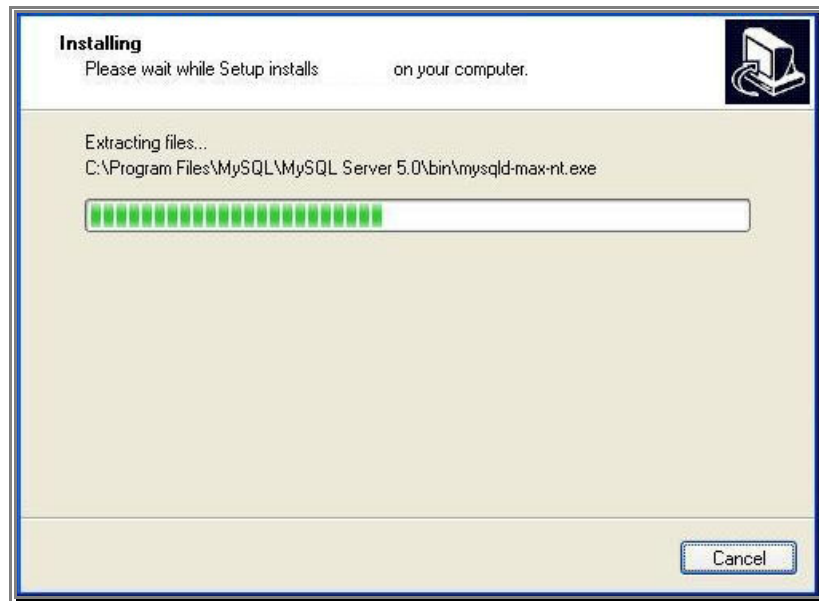 Installing
Please wait while Setup installs on your computer.
Extracting files...
C:\Program Files\MySQL\MySQL Server 5.0\bin\mysqld-max-nt.exe
Cancel